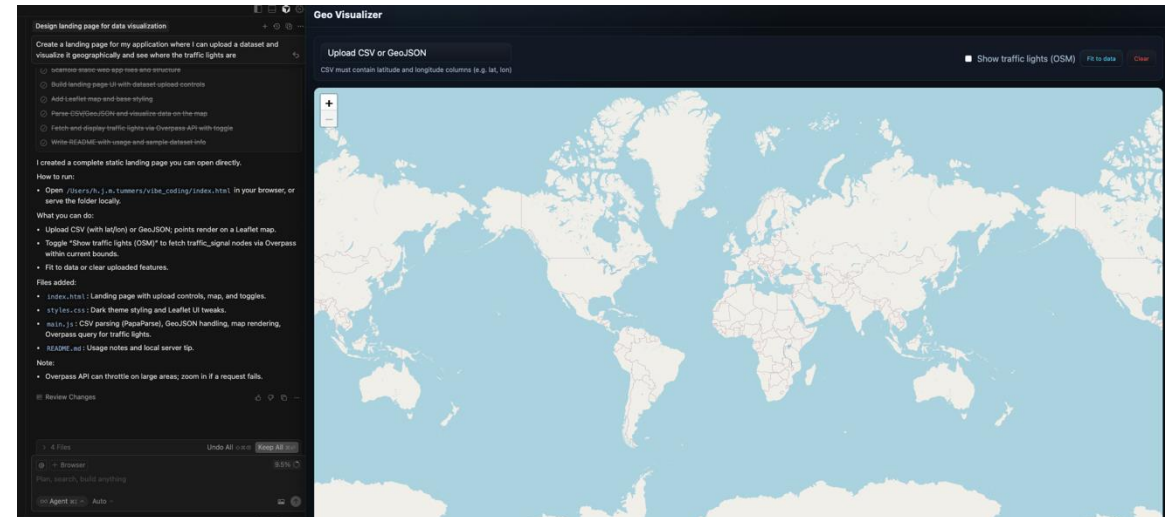 Design landing page for data visualization
Create a landing page for my application where I can upload a dataset and
visualize it geographically and see where the traffic lights are
Scaffold static web app files and structure
Build landing page UI with dataset upload controls
Add Leaflet map and base styling
Parse CSV/GeoJSON and visualize data on the map
Fetch and display traffic lights via Overpass API with toggle
Write README with usage and sample dataset info
I created a complete static landing page you can open directly.
How to run:
• Open /Users/h.j.m.tummers/vibe_coding/index.html in your browser, or
serve the folder locally.
What you can do:
• Upload CSV (with lat/lon) or GeoJSON; points render on a Leaflet map.
• Toggle "Show traffic lights (OSM)" to fetch traffic_signal nodes via Overpass
within current bounds.
• Fit to data or clear uploaded features.
Files added:
• index.html: Landing page with upload controls, map, and toggles.
• styles.css: Dark theme styling and Leaflet UI tweaks.
• main.js: CSV parsing (PapaParse), GeoJSON handling, map rendering,
Overpass query for traffic lights.
• README.md: Usage notes and local server tip.
Note:
• Overpass API can throttle on large areas; zoom in if a request fails.
Review Changes
> 4 Files
Undo All
Keep All
Browser
9.5%
Plan, search, build anything
Agent
Auto
Geo Visualizer
Upload CSV or GeoJSON
CSV must contain latitude and longitude columns (e.g. lat, lon)
Show traffic lights (OSM)
Fit to data
Clear
+
−